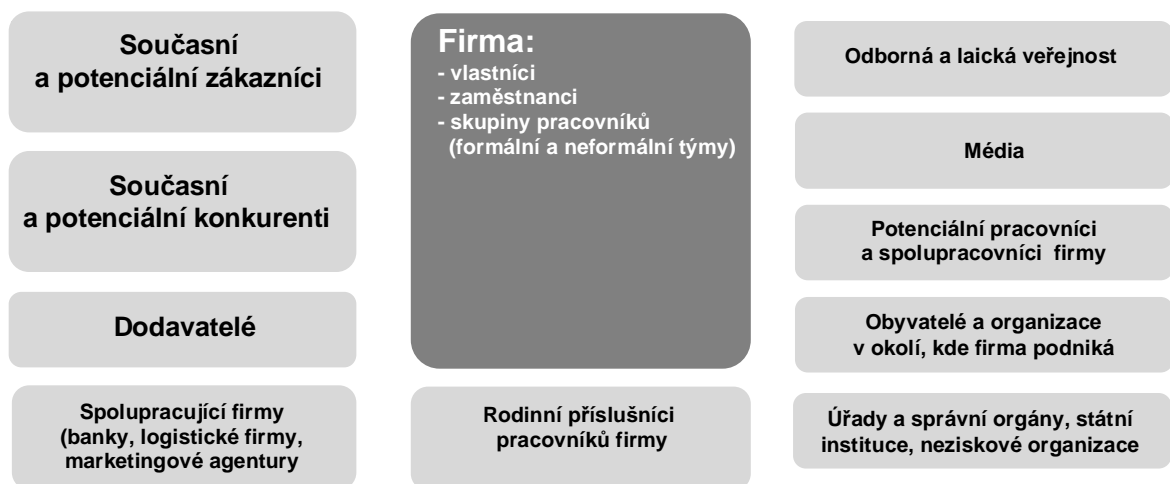 Současní
a potenciální zákazníci
Současní
a potenciální konkurenti
Dodavatelé
Spolupracující firmy
(banky, logistické firmy,
marketingové agentury
Firma:
- vlastníci
- zaměstnanci
- skupiny pracovníků
(formální a neformální týmy)
Rodinní příslušníci
pracovníků firmy
Odborná a laická veřejnost
Média
Potenciální pracovníci
a spolupracovníci firmy
Obyvatelé a organizace
v okolí, kde firma podniká
Úřady a správní orgány, státní
instituce, neziskové organizace